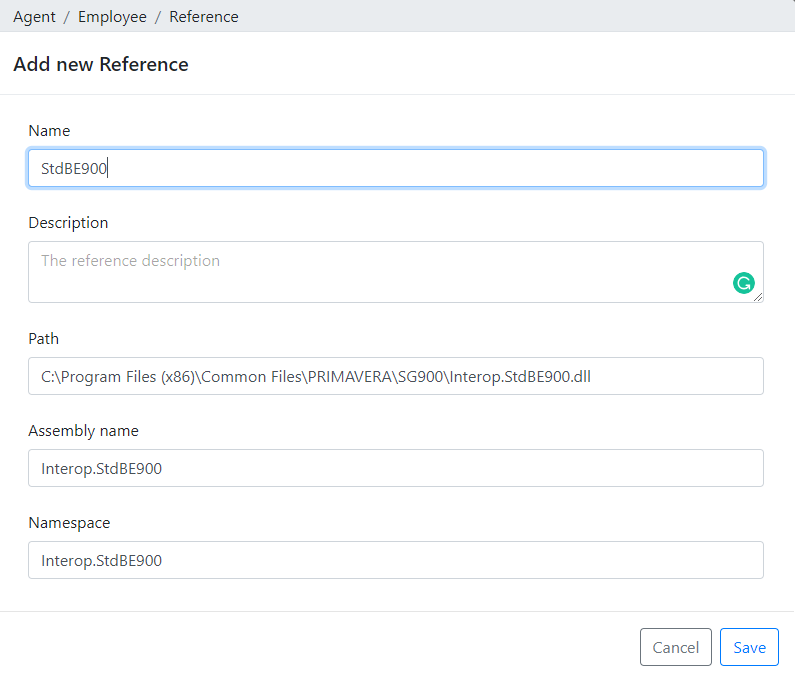 Agent / Employee / Reference
Add new Reference
Name
StdBE900
Description
The reference description
Path
C:\Program Files (x86)\Common Files\PRIMAVERA\SG900\Interop.StdBE900.dll
Assembly name
Interop.StdBE900
Namespace
Interop.StdBE900
Cancel Save